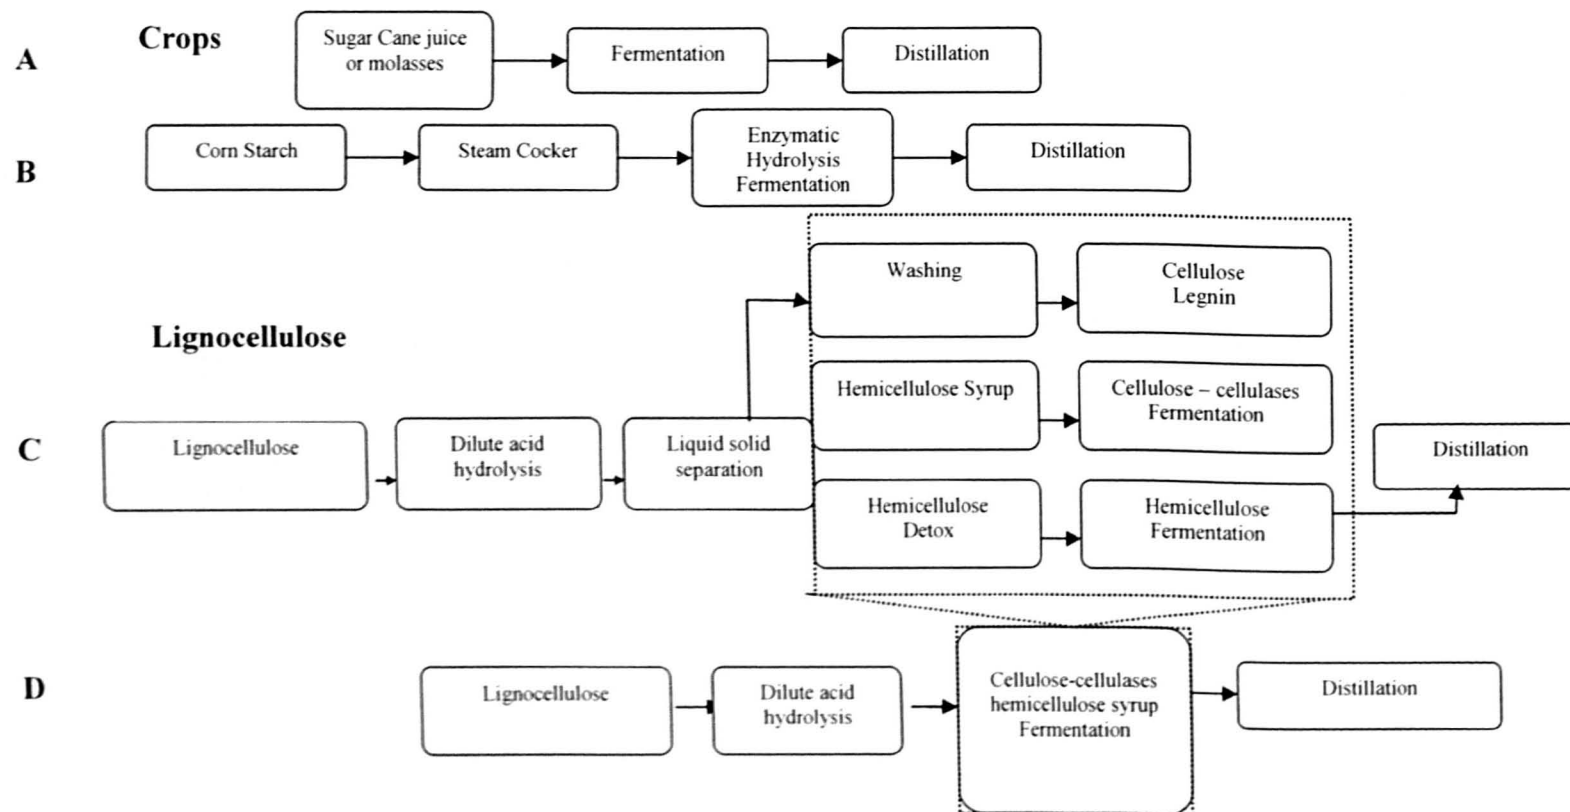 Crops
A
Sugar Cane juice
or molasses
Fermentation
Distillation
B
Corn Starch
Steam Cocker
Enzymatic
Hydrolysis
Fermentation
Distillation
Lignocellulose
Washing
Cellulose
Legnin
Hemicellulose Syrup
Cellulose – cellulases
Fermentation
C
Lignocellulose
Dilute acid
hydrolysis
Liquid solid
separation
Hemicellulose
Detox
Hemicellulose
Fermentation
Distillation
D
Lignocellulose
Dilute acid
hydrolysis
Cellulose-cellulases
hemicellulose syrup
Fermentation
Distillation